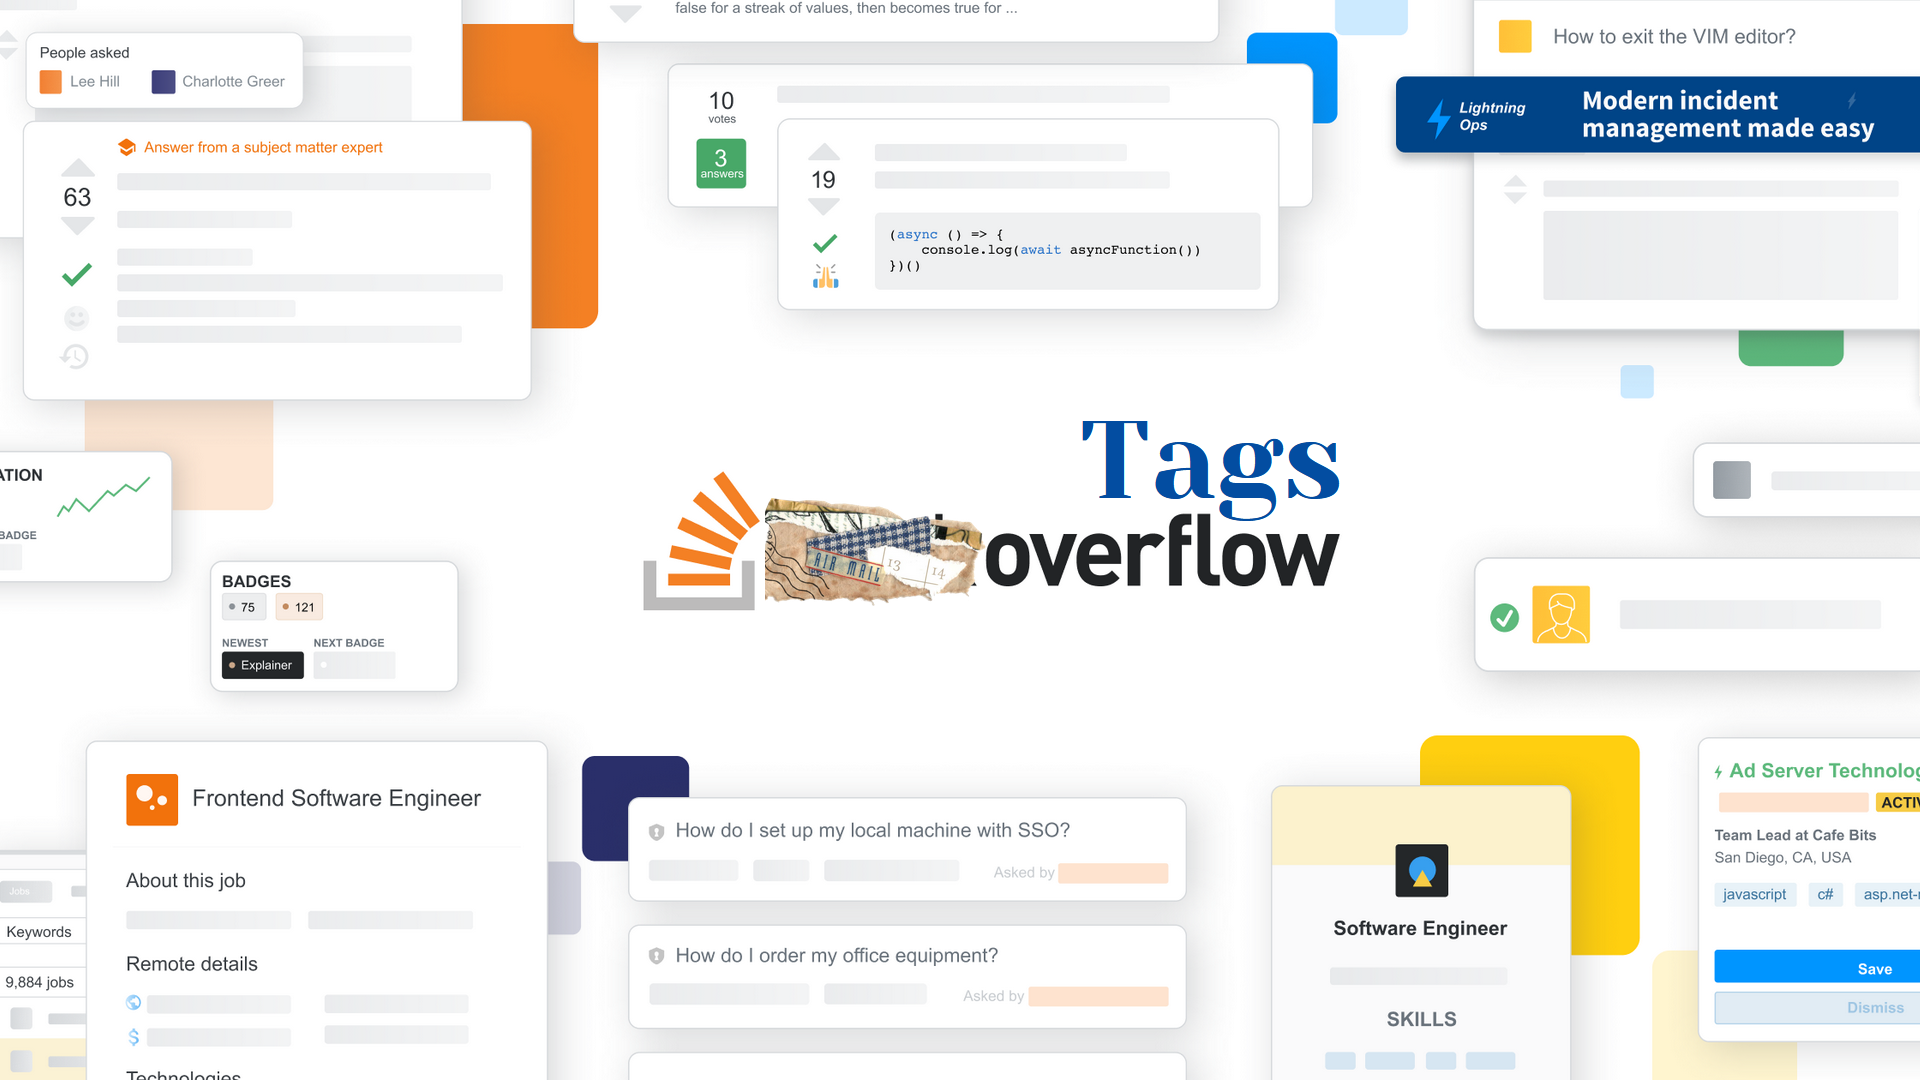 false for a streak of values, then becomes true for ...
People asked
Lee Hill
Charlotte Greer
Answer from a subject matter expert
63
10
votes
3
answers
19
(async () => {
console.log(await asyncFunction())
})()
How to exit the VIM editor?
Lightning
Ops
Modern incident
management made easy
ATION
BADGE
BADGES
75
121
NEWEST
NEXT BADGE
Explainer
Tags
overflow
AIR MAIL
13
14
Frontend Software Engineer
About this job
Remote details
Technologies
Jobs
Keywords
9,884 jobs
How do I set up my local machine with SSO?
Asked by
How do I order my office equipment?
Asked by
Software Engineer
SKILLS
Ad Server Technolog
ACTIV
Team Lead at Cafe Bits
San Diego, CA, USA
javascript
c#
asp.net-
Save
Dismiss